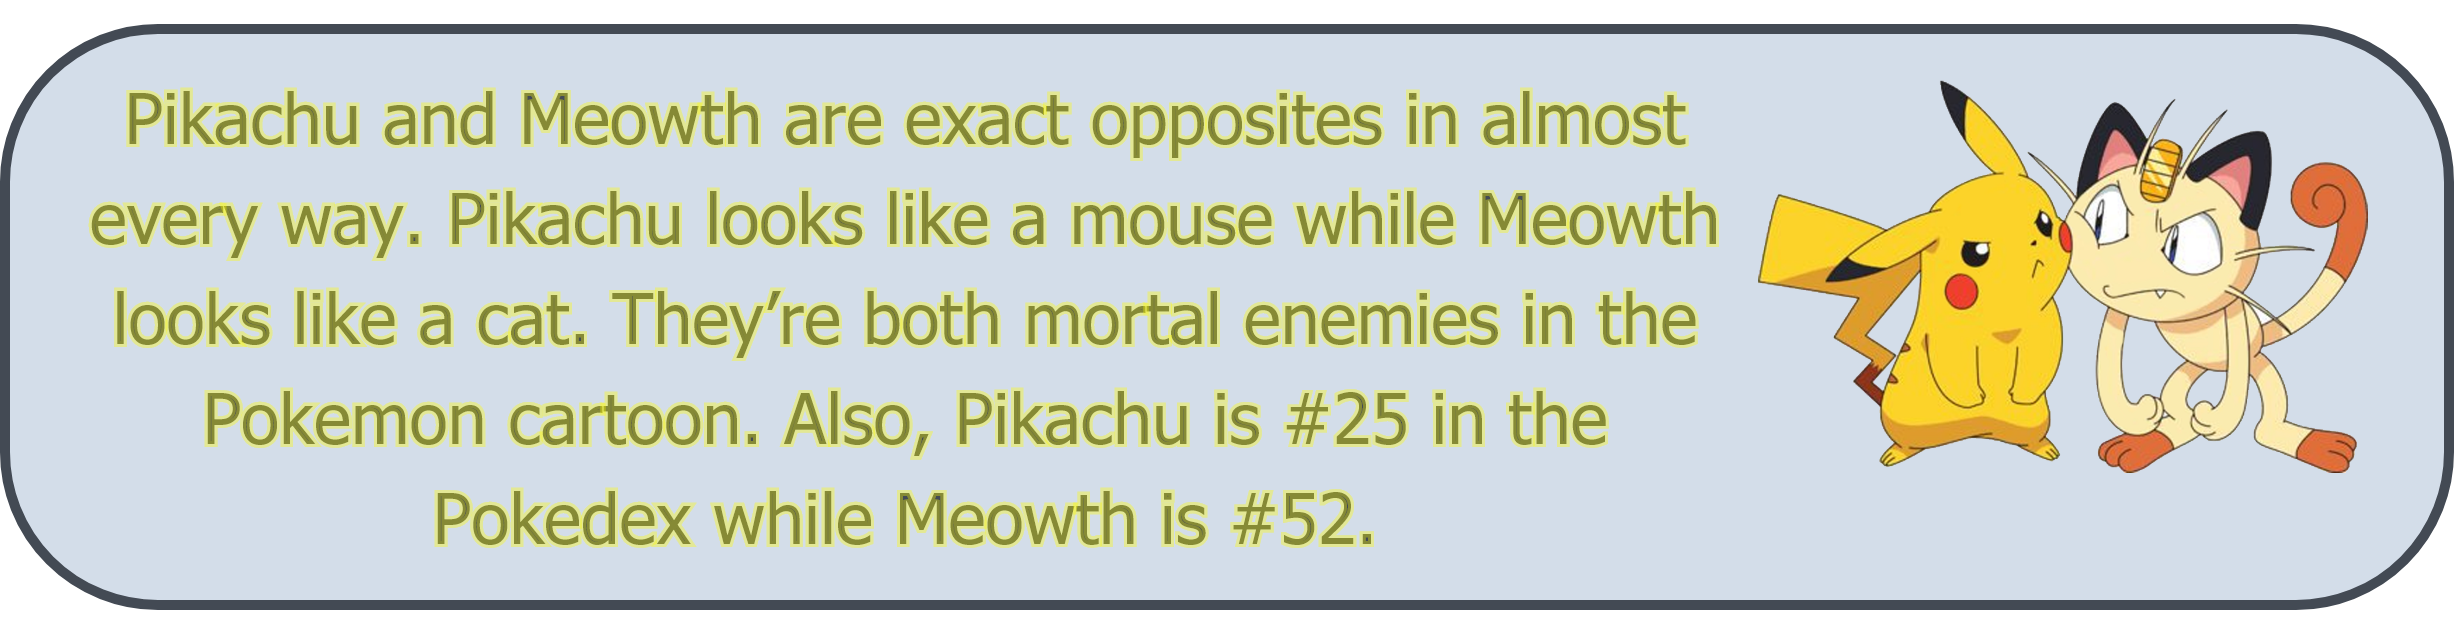 Pikachu and Meowth are exact opposites in almost
every way. Pikachu looks like a mouse while Meowth
looks like a cat. They’re both mortal enemies in the
Pokemon cartoon. Also, Pikachu is #25 in the
Pokedex while Meowth is #52.